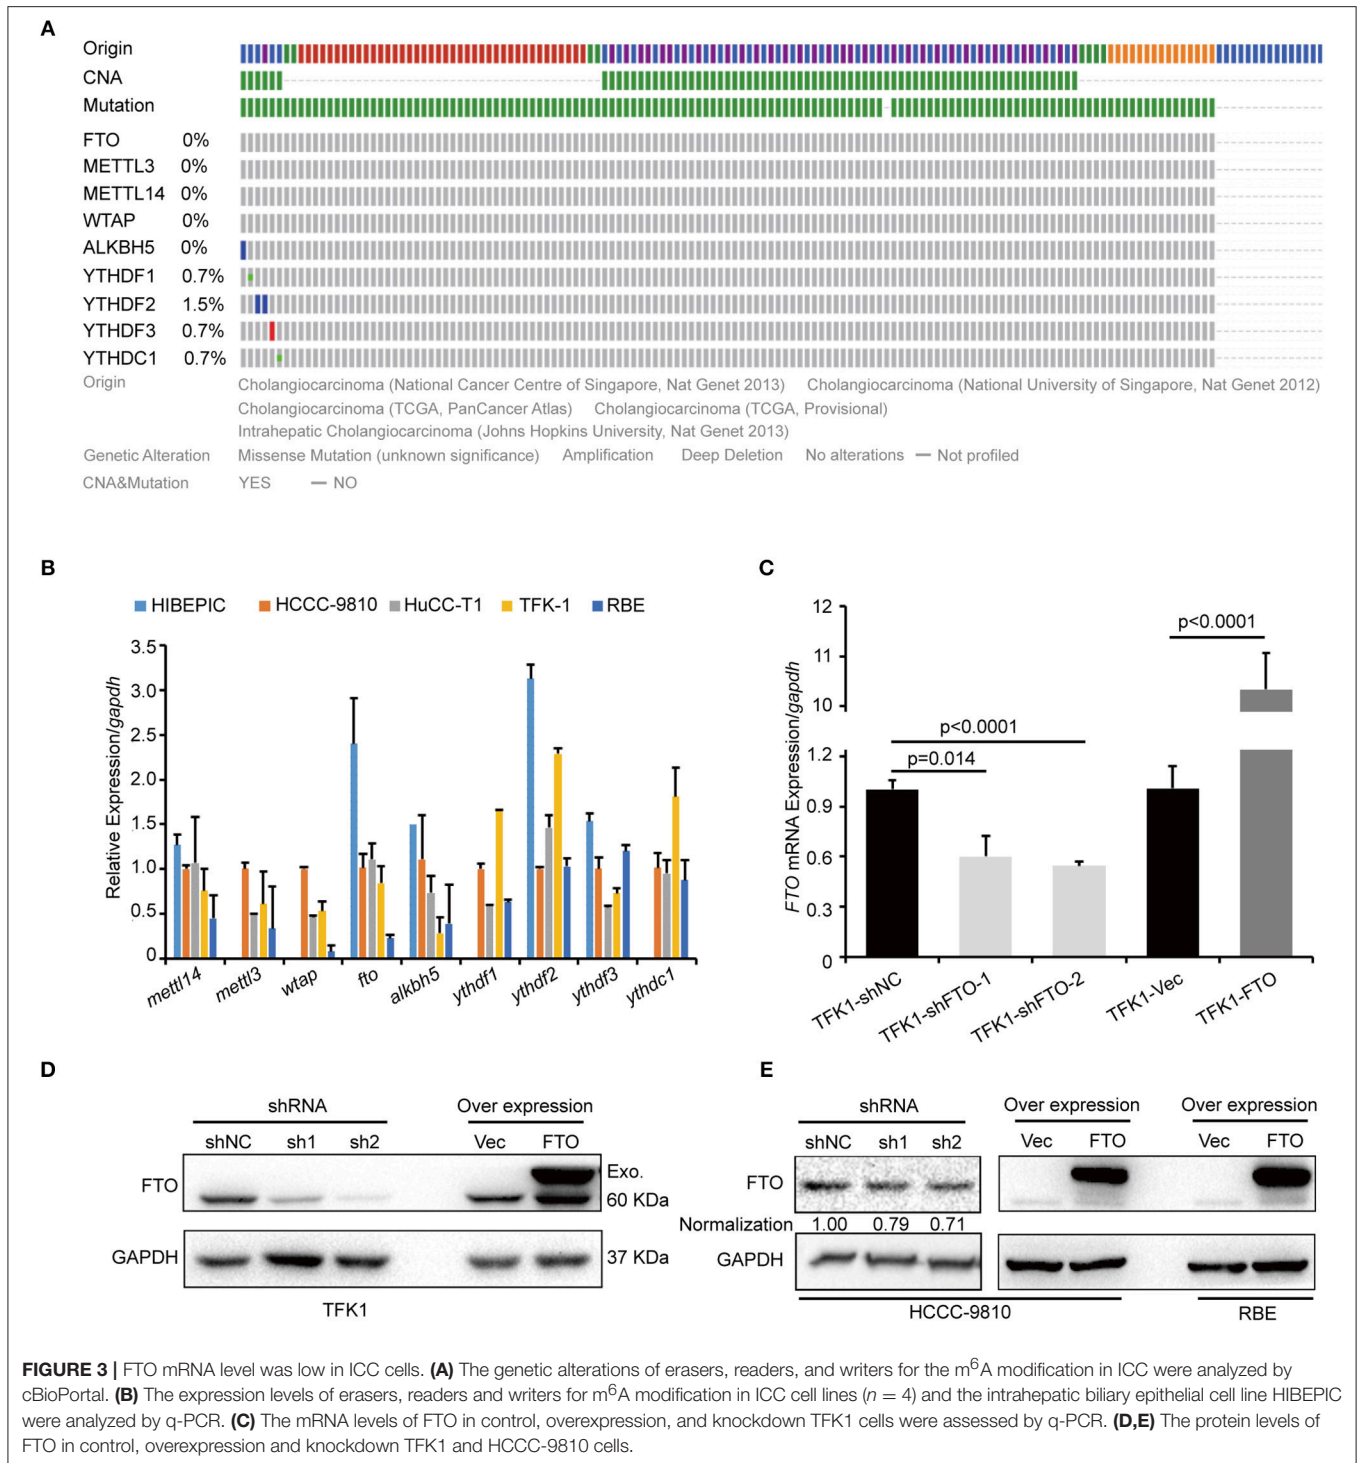 A
Origin
CNA
Mutation
FTO 0%
METTL3 0%
METTL14 0%
WTAP 0%
ALKBH5 0%
YTHDF1 0.7%
YTHDF2 1.5%
YTHDF3 0.7%
YTHDC1 0.7%
Origin Cholangiocarcinoma (National Cancer Centre of Singapore, Nat Genet 2013) Cholangiocarcinoma (National University of Singapore, Nat Genet 2012)
Cholangiocarcinoma (TCGA, PanCancer Atlas) Cholangiocarcinoma (TCGA, Provisional)
Intrahepatic Cholangiocarcinoma (Johns Hopkins University, Nat Genet 2013)
Genetic Alteration Missense Mutation (unknown significance) Amplification Deep Deletion No alterations Not profiled
CNA&Mutation YES NO
B
HIBEPIC HCCC-9810 HuCC-T1 TFK-1 RBE
Relative Expression/gapdh
3.5
3.0
2.5
2.0
1.5
1.0
0.5
0
mettl14 mettl3 wtap fto alkbh5 ythdf1 ythdf2 ythdf3 ythdc1
C
FTO mRNA Expression/gapdh
12
11
10
1.2
0.9
0.6
0.3
0
p<0.0001
p<0.0001
p=0.014
TFK1-shNC TFK1-shFTO-1 TFK1-shFTO-2 TFK1-Vec TFK1-FTO
D
shRNA Over expression
shNC sh1 sh2 Vec FTO
FTO Exo.
60 KDa
GAPDH 37 KDa
TFK1
E
shRNA Over expression Over expression
shNC sh1 sh2 Vec FTO Vec FTO
FTO
Normalization 1.00 0.79 0.71
GAPDH
HCCC-9810 RBE
FIGURE 3 | FTO mRNA level was low in ICC cells. (A) The genetic alterations of erasers, readers, and writers for the m6A modification in ICC were analyzed by
cBioPortal. (B) The expression levels of erasers, readers and writers for m6A modification in ICC cell lines (n = 4) and the intrahepatic biliary epithelial cell line HIBEPIC
were analyzed by q-PCR. (C) The mRNA levels of FTO in control, overexpression, and knockdown TFK1 cells were assessed by q-PCR. (D,E) The protein levels of
FTO in control, overexpression and knockdown TFK1 and HCCC-9810 cells.